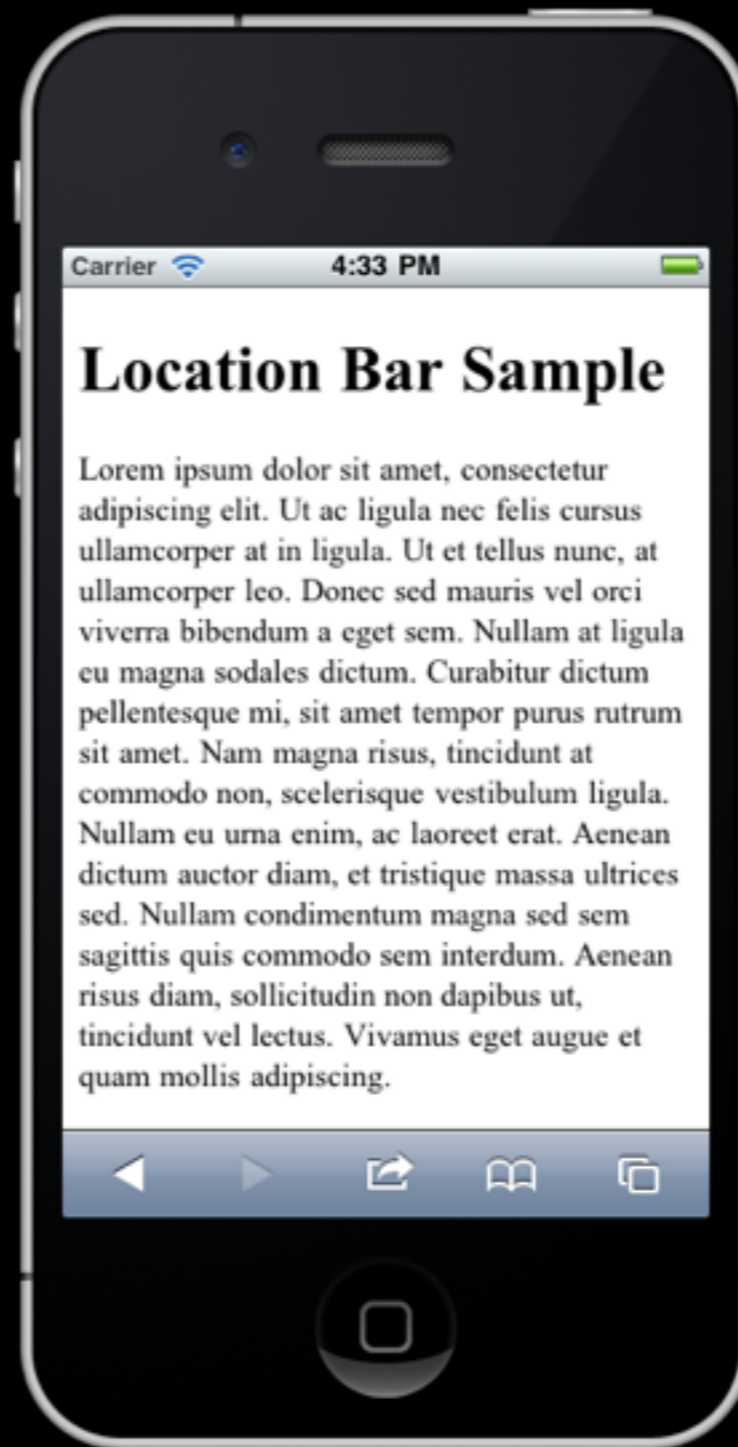 Carrier 4:33 PM
Location Bar Sample
Lorem ipsum dolor sit amet, consectetur
adipiscing elit. Ut ac ligula nec felis cursus
ullamcorper at in ligula. Ut et tellus nunc, at
ullamcorper leo. Donec sed mauris vel orci
viverra bibendum a eget sem. Nullam at ligula
eu magna sodales dictum. Curabitur dictum
pellentesque mi, sit amet tempor purus rutrum
sit amet. Nam magna risus, tincidunt at
commodo non, scelerisque vestibulum ligula.
Nullam eu urna enim, ac laoreet erat. Aenean
dictum auctor diam, et tristique massa ultrices
sed. Nullam condimentum magna sed sem
sagittis quis commodo sem interdum. Aenean
risus diam, sollicitudin non dapibus ut,
tincidunt vel lectus. Vivamus eget augue et
quam mollis adipiscing.